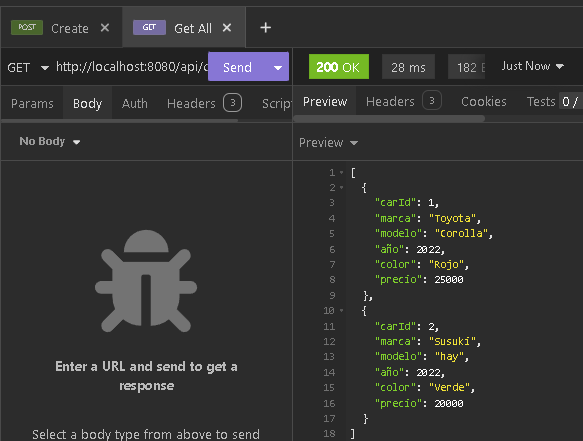 POST Create × GET Get All × +
GET http://localhost:8080/api/c Send 200 OK 28 ms 182 B Just Now
Params Body Auth Headers 3 Script
Preview Headers 3 Cookies Tests 0 /
No Body
Preview
Enter a URL and send to get a
response
Select a body type from above to send
1 [
2 {
3 "carId": 1,
4 "marca": "Toyota",
5 "modelo": "Corolla",
6 "año": 2022,
7 "color": "Rojo",
8 "precio": 25000
9 },
10 {
11 "carId": 2,
12 "marca": "Susuki",
13 "modelo": "hay",
14 "año": 2022,
15 "color": "Verde",
16 "precio": 20000
17 }
18 ]